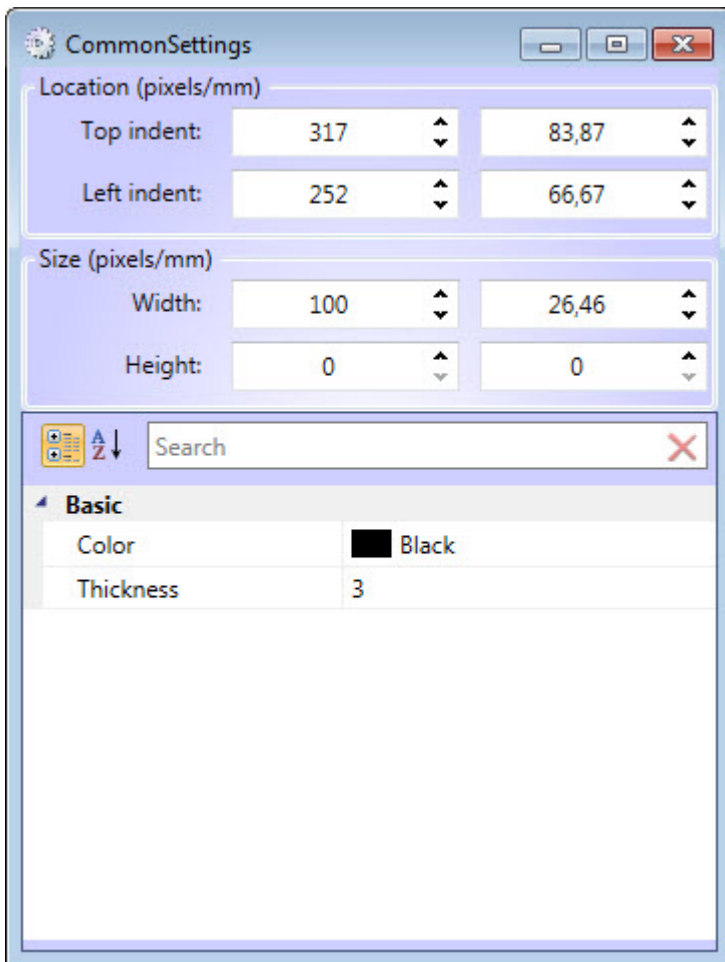 CommonSettings
Location (pixels/mm)
Top indent: 317 83,87
Left indent: 252 66,67
Size (pixels/mm)
Width: 100 26,46
Height: 0 0
A Z Search
Basic
Color Black
Thickness 3